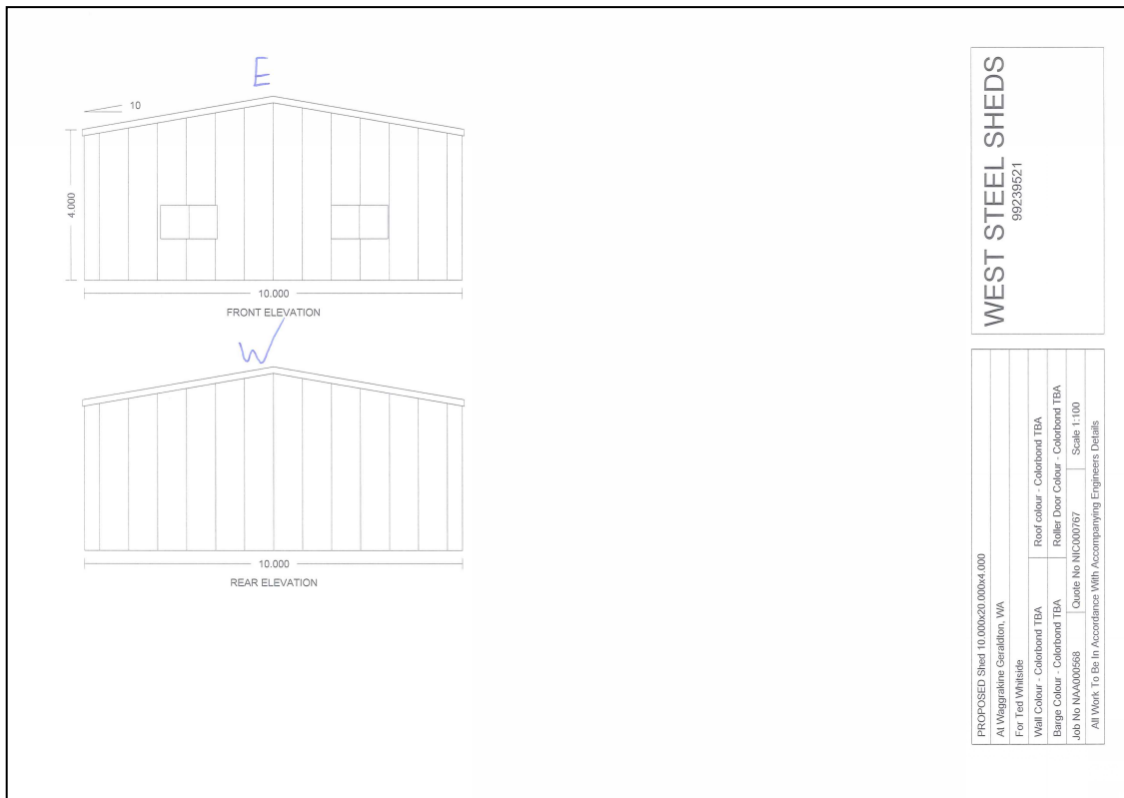 E
10
4.000
10.000
FRONT ELEVATION
W
10.000
REAR ELEVATION
WEST STEEL SHEDS
99239521
PROPOSED Shed 10.000x20.000x4.000
At Waggrakine Geraldton, WA
For Ted Whitside
Wall Colour - Colorbond TBA Roof colour - Colorbond TBA
Barge Colour - Colorbond TBA Roller Door Colour - Colorbond TBA
Job No NAA000568 Quote No NIC000767 Scale 1:100
All Work To Be In Accordance With Accompanying Engineers Details